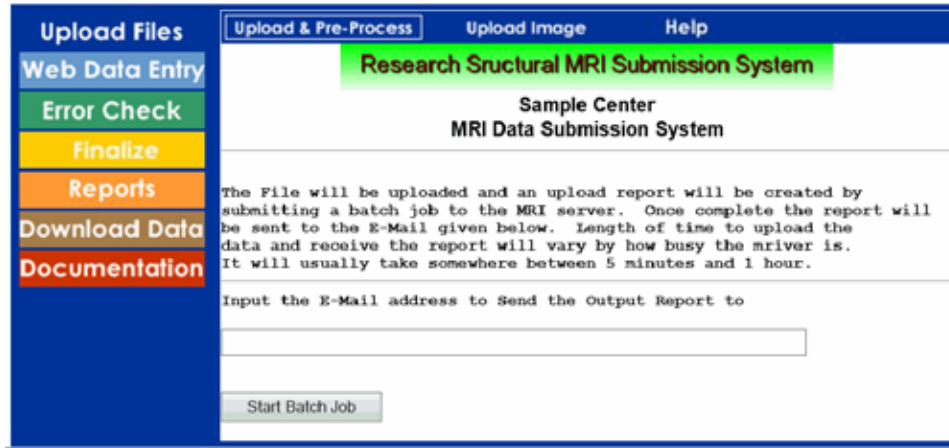 Upload Files
Web Data Entry
Error Check
Finalize
Reports
Download Data
Documentation
Upload & Pre-Process Upload Image Help
Research Sructural MRI Submission System
Sample Center
MRI Data Submission System
The File will be uploaded and an upload report will be created by
submitting a batch job to the MRI server. Once complete the report will
be sent to the E-Mail given below. Length of time to upload the
data and receive the report will vary by how busy the mriver is.
It will usually take somewhere between 5 minutes and 1 hour.
Input the E-Mail address to Send the Output Report to
Start Batch Job